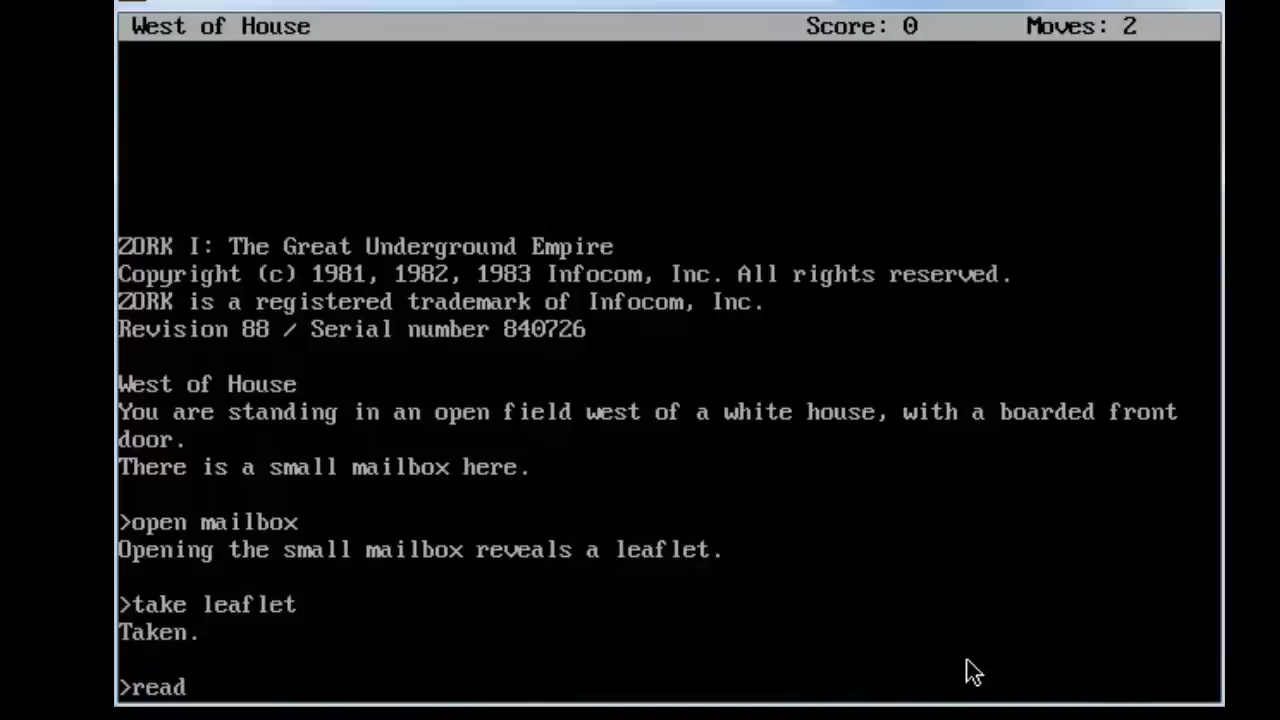 West of House Score: 0 Moves: 2
ZORK I: The Great Underground Empire
Copyright (c) 1981, 1982, 1983 Infocom, Inc. All rights reserved.
ZORK is a registered trademark of Infocom, Inc.
Revision 88 / Serial number 840726
West of House
You are standing in an open field west of a white house, with a boarded front
door.
There is a small mailbox here.
>open mailbox
Opening the small mailbox reveals a leaflet.
>take leaflet
Taken.
>read